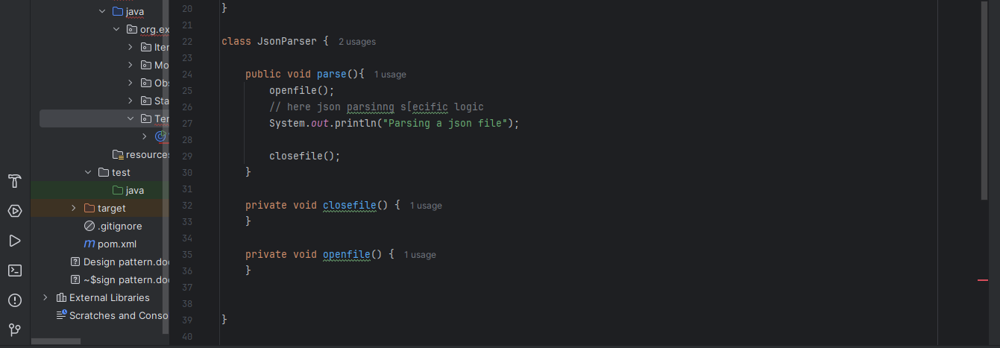 java
org.ex
Iter
Mo
Obs
Sta
Ter
resources
test
java
target
.gitignore
pom.xml
Design pattern.doc
~$sign pattern.doc
External Libraries
Scratches and Conso
20 }
21
22 class JsonParser { 2 usages
23
24 public void parse(){ 1 usage
25 openfile();
26 // here json parsinng s[ecific logic
27 System.out.println("Parsing a json file");
28
29 closefile();
30 }
31
32 private void closefile() { 1 usage
33 }
34
35 private void openfile() { 1 usage
36 }
37
38
39 }
40